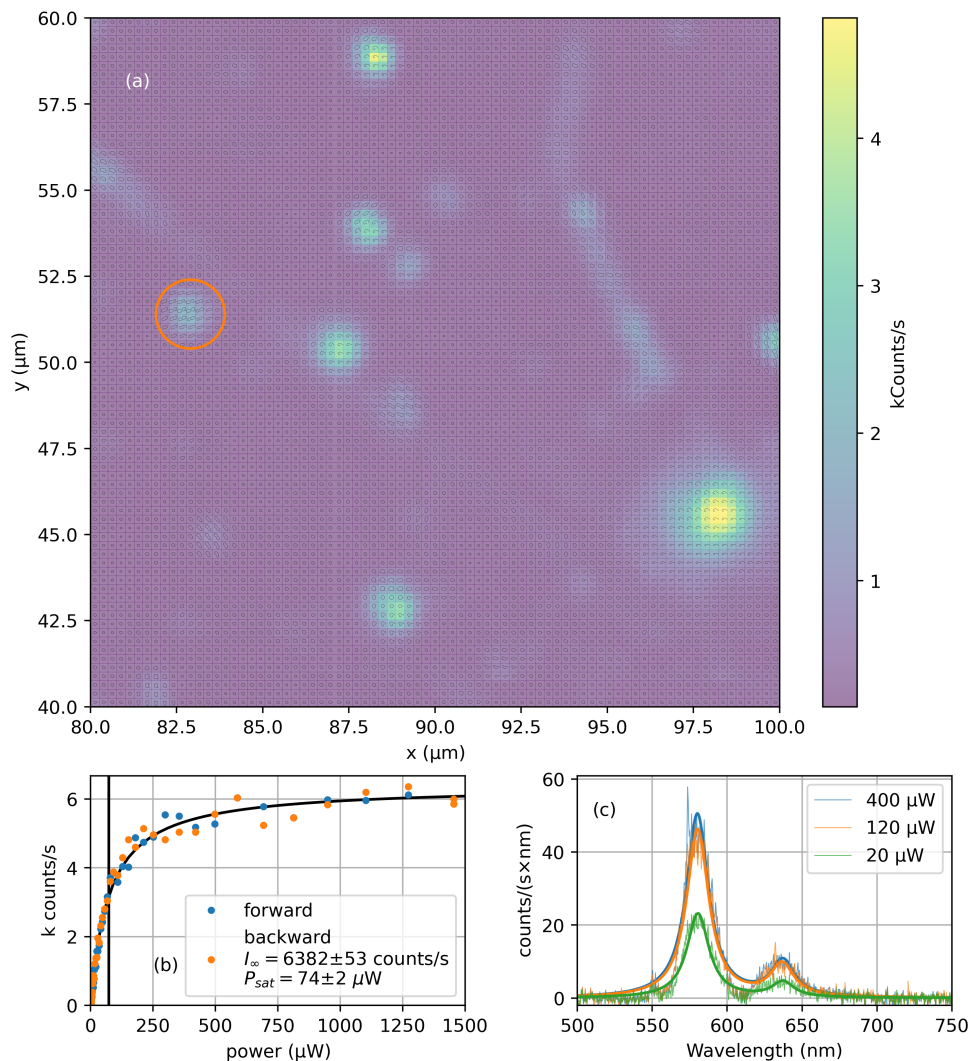 60.0
(a)
57.5
55.0
52.5
50.0
47.5
45.0
42.5
40.0
y (µm)
80.0 82.5 85.0 87.5 90.0 92.5 95.0 97.5 100.0
x (µm)
4
3
2
1
kCounts/s
6
4
2
0
k counts/s
forward
backward
I∞ = 6382±53 counts/s
Psat = 74±2 µW
(b)
0 250 500 750 1000 1250 1500
power (µW)
60
40
20
0
counts/(s×nm)
(c)
400 µW
120 µW
20 µW
500 550 600 650 700 750
Wavelength (nm)